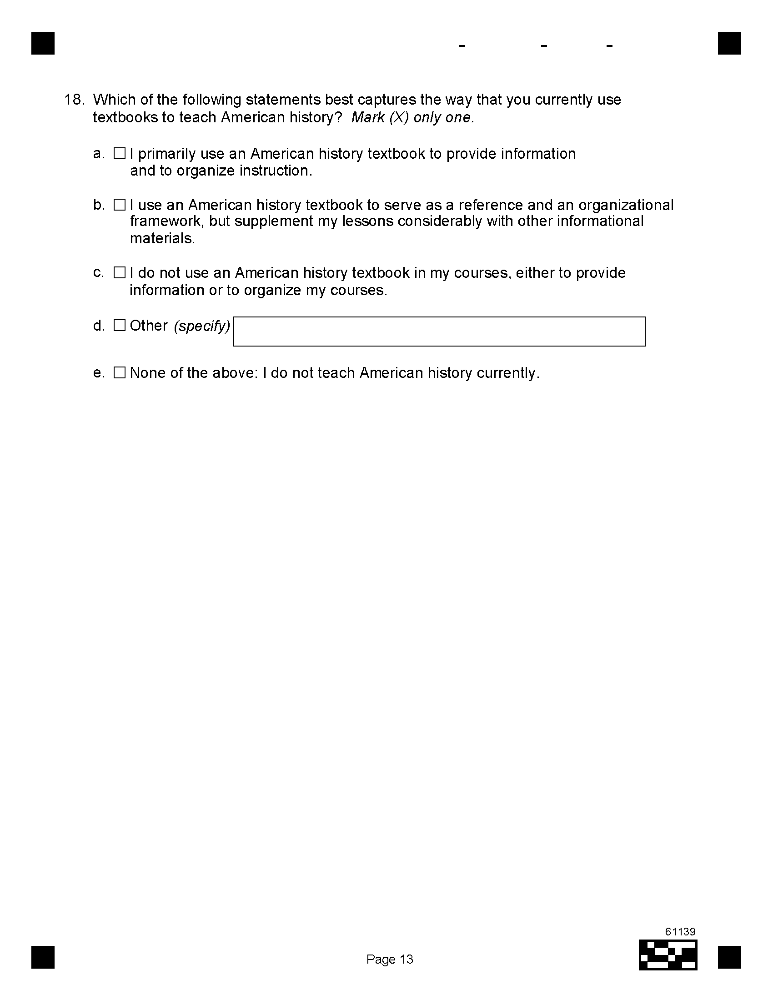 - - -
18. Which of the following statements best captures the way that you currently use
textbooks to teach American history? Mark (X) only one.
a. I primarily use an American history textbook to provide information
and to organize instruction.
b. I use an American history textbook to serve as a reference and an organizational
framework, but supplement my lessons considerably with other informational
materials.
c. I do not use an American history textbook in my courses, either to provide
information or to organize my courses.
d. Other (specify)
e. None of the above: I do not teach American history currently.
61139
Page 13